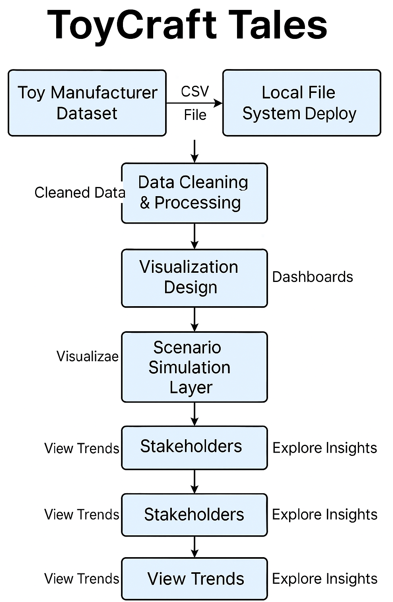 ToyCraft Tales
Toy Manufacturer
Dataset
CSV
File
Local File
System Deploy
Cleaned Data
Data Cleaning
& Processing
Visualization
Design
Dashboards
Visualizae
Scenario
Simulation
Layer
View Trends
Stakeholders
Explore Insights
View Trends
Stakeholders
Explore Insights
View Trends
View Trends
Explore Insights